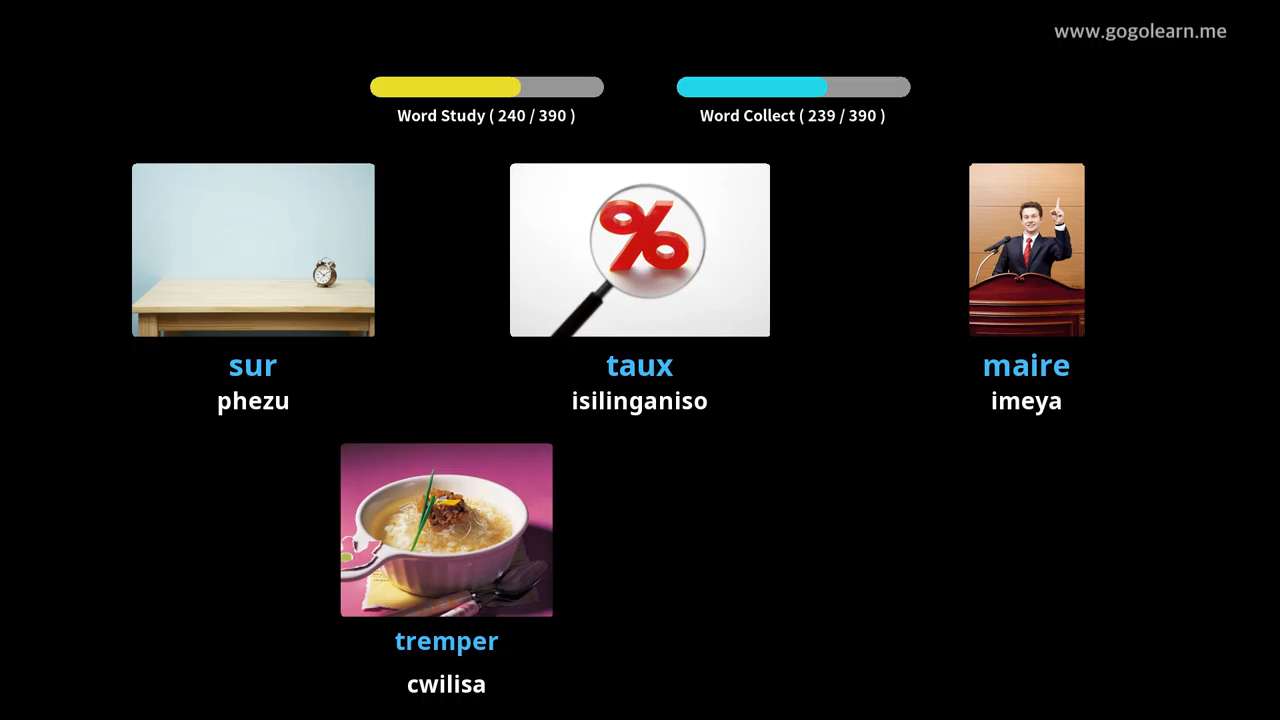 www.gogolearn.me
Word Study ( 240 / 390 )
Word Collect ( 239 / 390 )
sur
taux
maire
phezu
isilinganiso
imeya
tremper
cwilisa